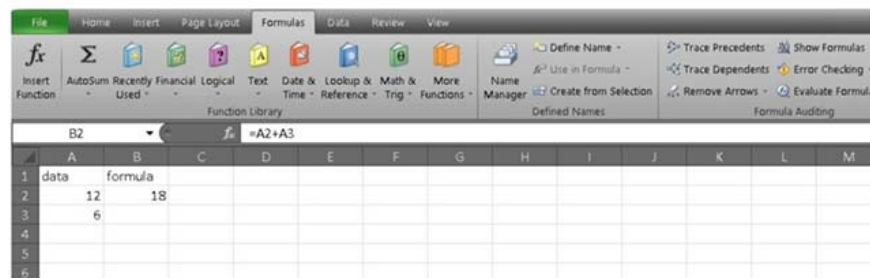 File Home Insert Page Layout Formulas Data Review View
fx Σ A ? θ
Insert Function AutoSum Recently Used Financial Logical Text Date & Time Lookup & Reference Math & Trig More Functions
Function Library
Name Manager
Define Name
Use in Formula
Create from Selection
Defined Names
Trace Precedents Show Formulas
Trace Dependents Error Checking
Remove Arrows Evaluate Formula
Formula Auditing
B2 fx =A2+A3
A B C D E F G H I J K L M
1 data formula
2 12 18
3 6
4
5
6